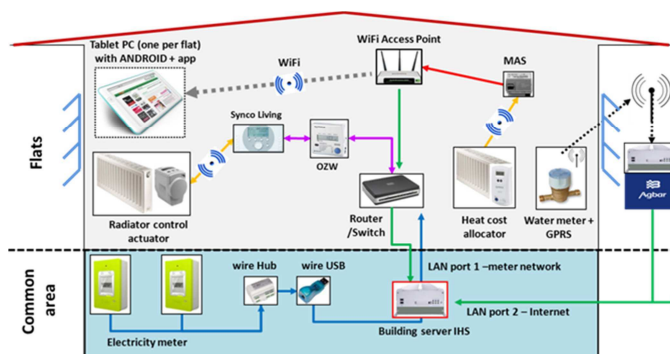 Tablet PC (one per flat)
with ANDROID + app
WiFi
WiFi Access Point
MAS
Synco Living
OZW
Radiator control
actuator
Router
/Switch
Heat cost
allocator
Water meter +
GPRS
Agbar
Flats
Common
area
wire Hub
wire USB
LAN port 1 –meter network
LAN port 2 – Internet
Electricity meter
Building server IHS